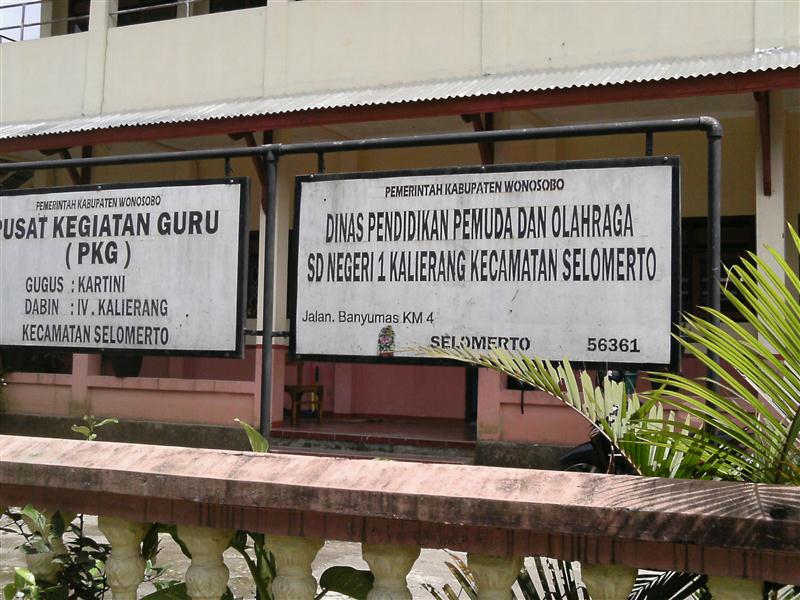 PEMERINTAH KABUPATEN WONOSOBO
PUSAT KEGIATAN GURU
( PKG )
GUGUS : KARTINI
DABIN : IV . KALIERANG
KECAMATAN SELOMERTO
PEMERINTAH KABUPATEN WONOSOBO
DINAS PENDIDIKAN PEMUDA DAN OLAHRAGA
SD NEGERI 1 KALIERANG KECAMATAN SELOMERTO
Jalan. Banyumas KM 4
SELOMERTO 56361